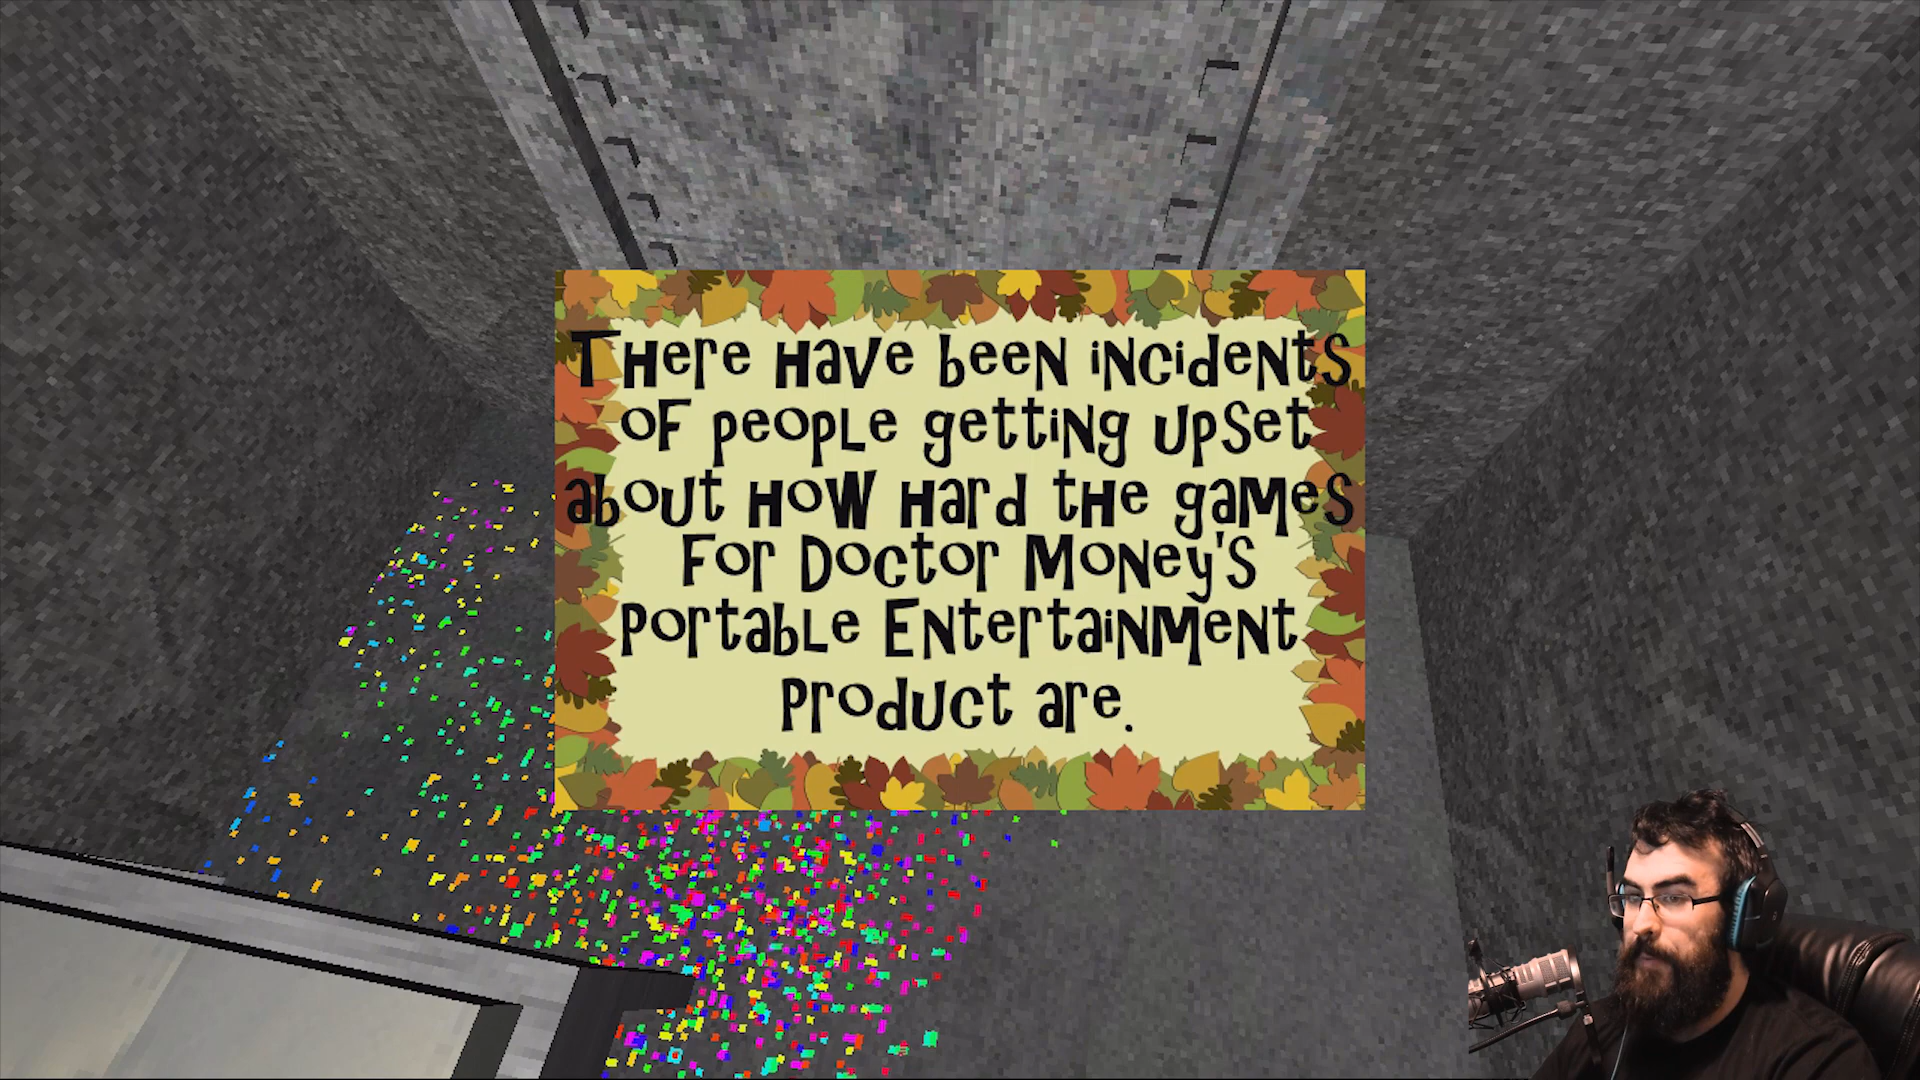 There have been incidents
of people getting upset
about how hard the games
for Doctor Money's
Portable Entertainment
Product are.